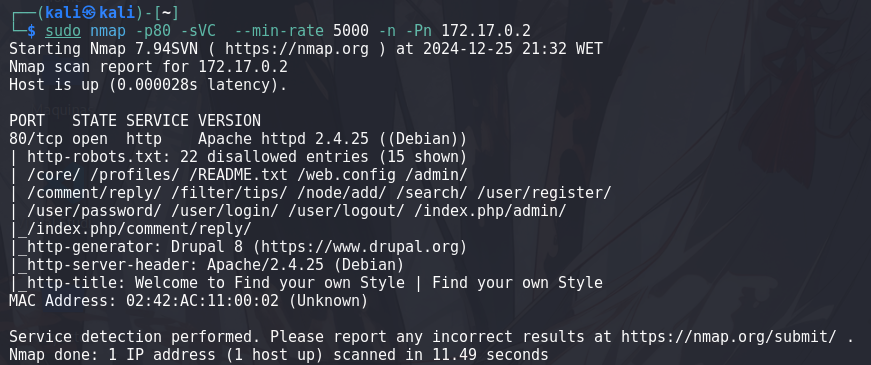 ┌──(kali㉿kali)-[~]
└─$ sudo nmap -p80 -sVC  --min-rate 5000 -n -Pn 172.17.0.2
Starting Nmap 7.94SVN ( https://nmap.org ) at 2024-12-25 21:32 WET
Nmap scan report for 172.17.0.2
Host is up (0.000028s latency).

PORT   STATE SERVICE VERSION
80/tcp open  http    Apache httpd 2.4.25 ((Debian))
| http-robots.txt: 22 disallowed entries (15 shown)
| /core/ /profiles/ /README.txt /web.config /admin/
| /comment/reply/ /filter/tips/ /node/add/ /search/ /user/register/
| /user/password/ /user/login/ /user/logout/ /index.php/admin/
|_/index.php/comment/reply/
|_http-generator: Drupal 8 (https://www.drupal.org)
|_http-server-header: Apache/2.4.25 (Debian)
|_http-title: Welcome to Find your own Style | Find your own Style
MAC Address: 02:42:AC:11:00:02 (Unknown)

Service detection performed. Please report any incorrect results at https://nmap.org/submit/ .
Nmap done: 1 IP address (1 host up) scanned in 11.49 seconds